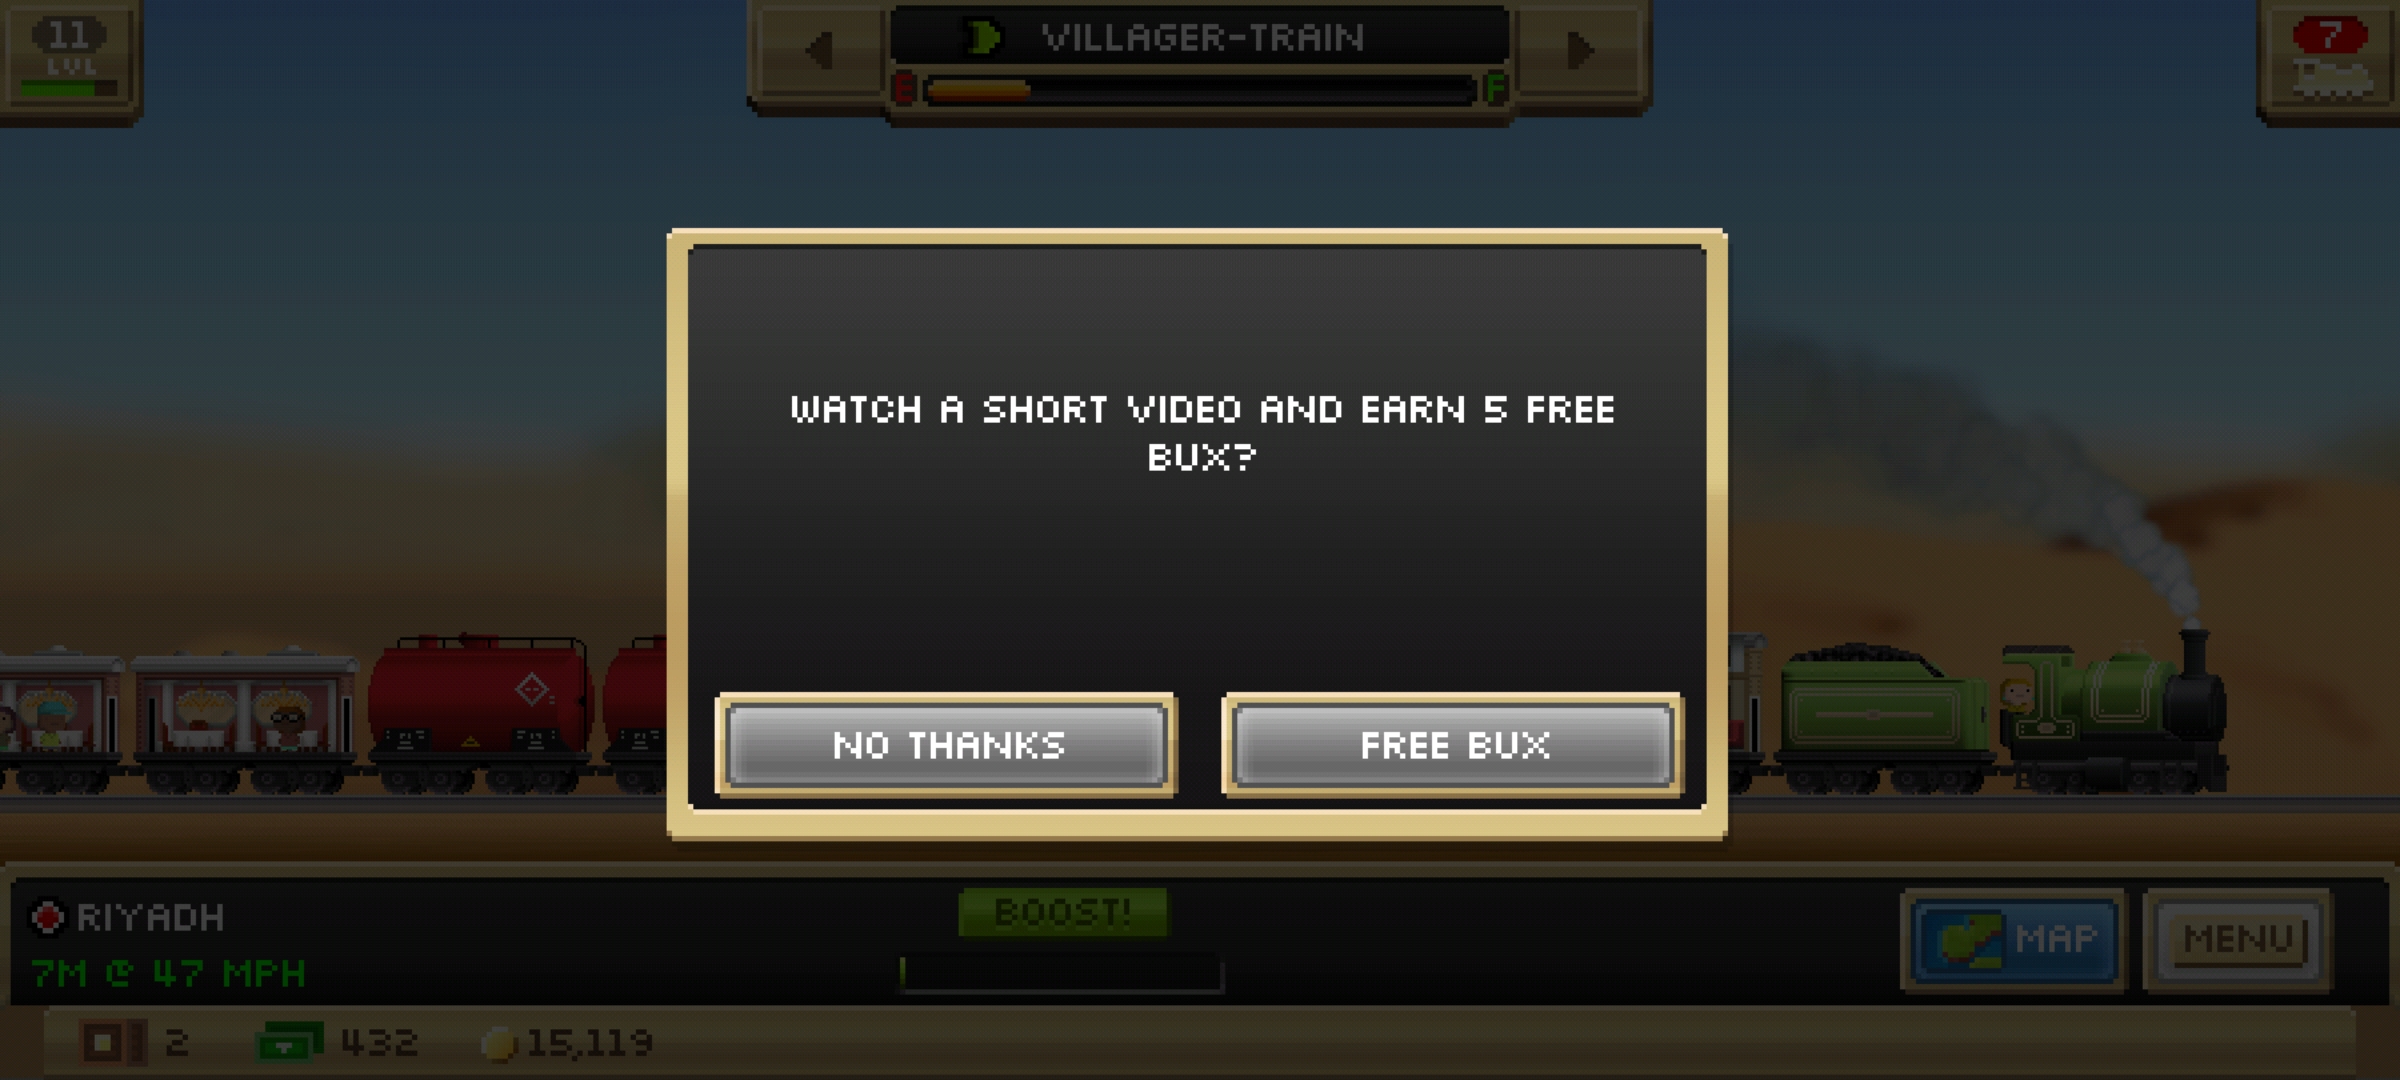 11
LVL
VILLAGER-TRAIN
E F
7
WATCH A SHORT VIDEO AND EARN 5 FREE
BUX?
NO THANKS
FREE BUX
RIYADH
7M @ 47 MPH
BOOST!
MAP
MENU
2
432
15,119